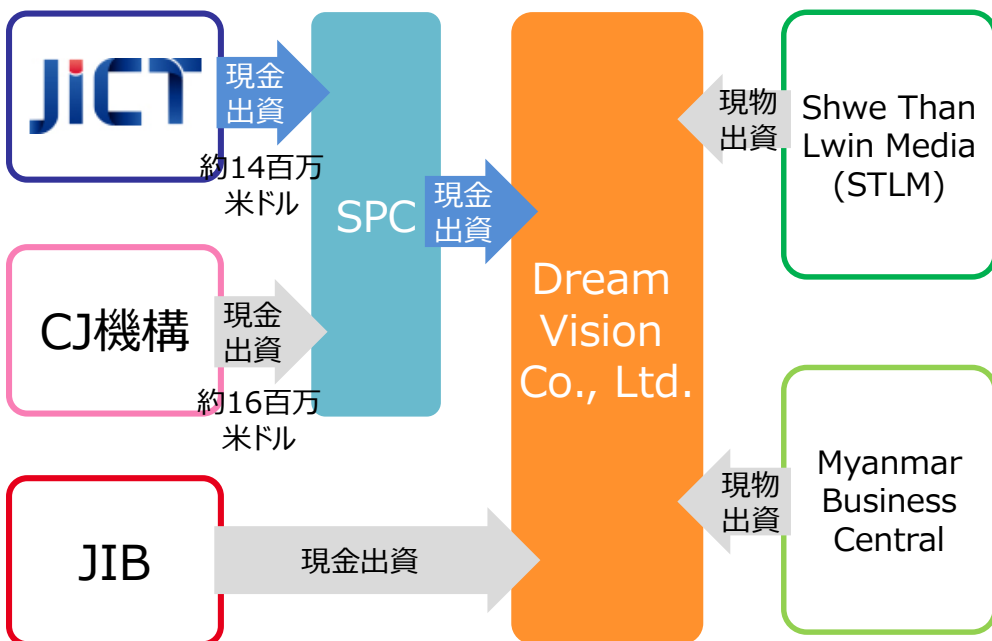 JiCT
現金
出資
約14百万
米ドル
SPC
現金
出資
CJ機構
現金
出資
約16百万
米ドル
JIB
現金出資
Dream
Vision
Co., Ltd.
現物
出資
Shwe Than
Lwin Media
(STLM)
現物
出資
Myanmar
Business
Central